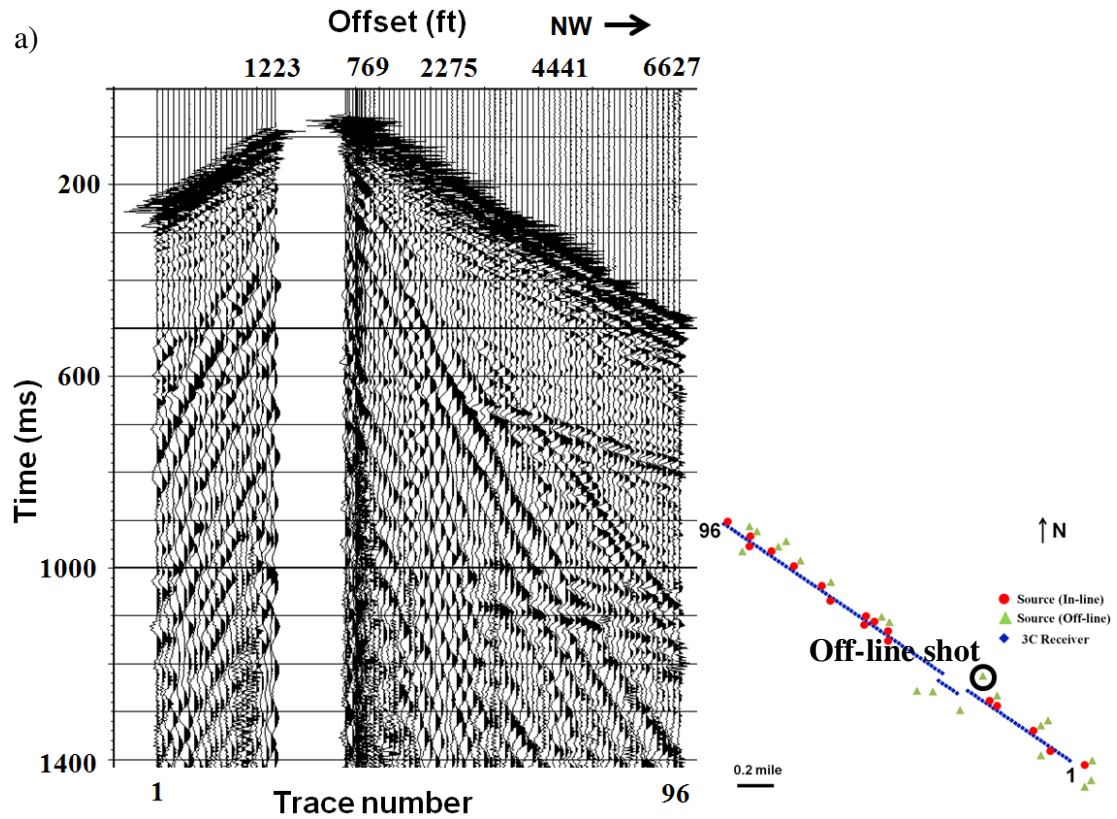 a)
Offset (ft)
NW →
1223 769 2275 4441 6627
Time (ms)
200
600
1000
1400
1
Trace number
96
96
↑N
Source (In-line)
Source (Off-line)
3C Receiver
Off-line shot
0.2 mile
1